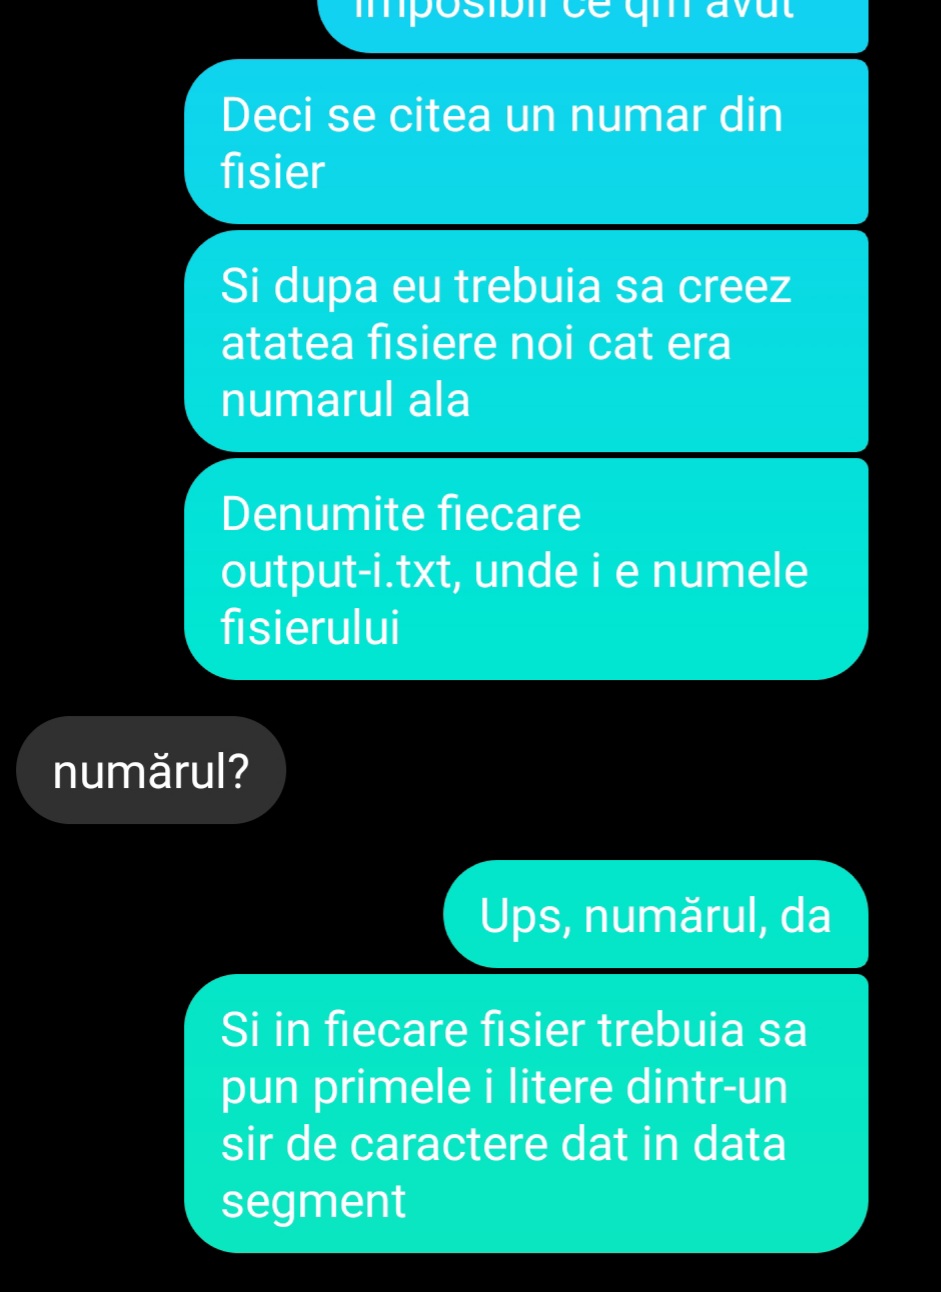 imposibil ce qm avut
Deci se citea un numar din
fisier
Si dupa eu trebuia sa creez
atatea fisiere noi cat era
numarul ala
Denumite fiecare
output-i.txt, unde i e numele
fisierului
numărul?
Ups, numărul, da
Si in fiecare fisier trebuia sa
pun primele i litere dintr-un
sir de caractere dat in data
segment